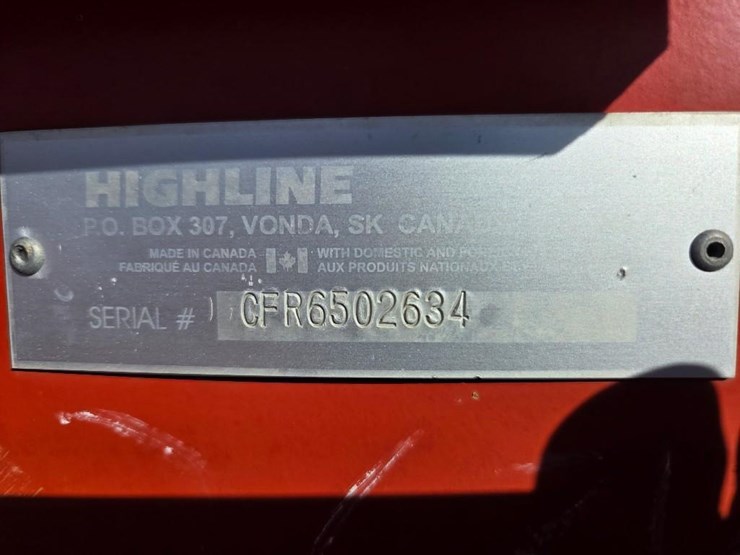 HIGHLINE
P.O. BOX 307, VONDA, SK CANADA
MADE IN CANADA WITH DOMESTIC AND
FABRIQUÉ AU CANADA AUX PRODUITS NATIONAUX
SERIAL # CFR6502634